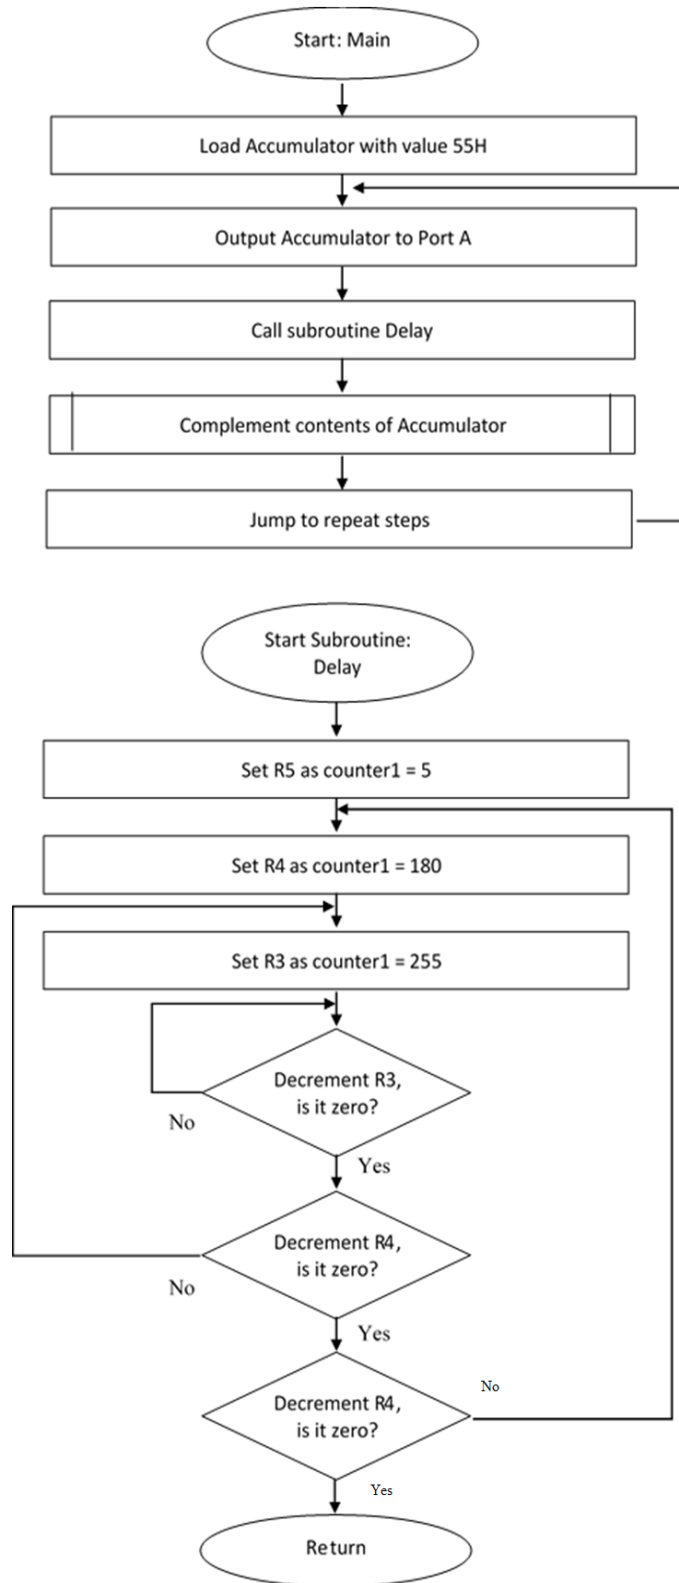 Start: Main
Load Accumulator with value 55H
Output Accumulator to Port A
Call subroutine Delay
Complement contents of Accumulator
Jump to repeat steps
Start Subroutine:
Delay
Set R5 as counter1 = 5
Set R4 as counter1 = 180
Set R3 as counter1 = 255
Decrement R3,
is it zero?
No
Yes
Decrement R4,
is it zero?
No
Yes
Decrement R4,
is it zero?
No
Yes
Return